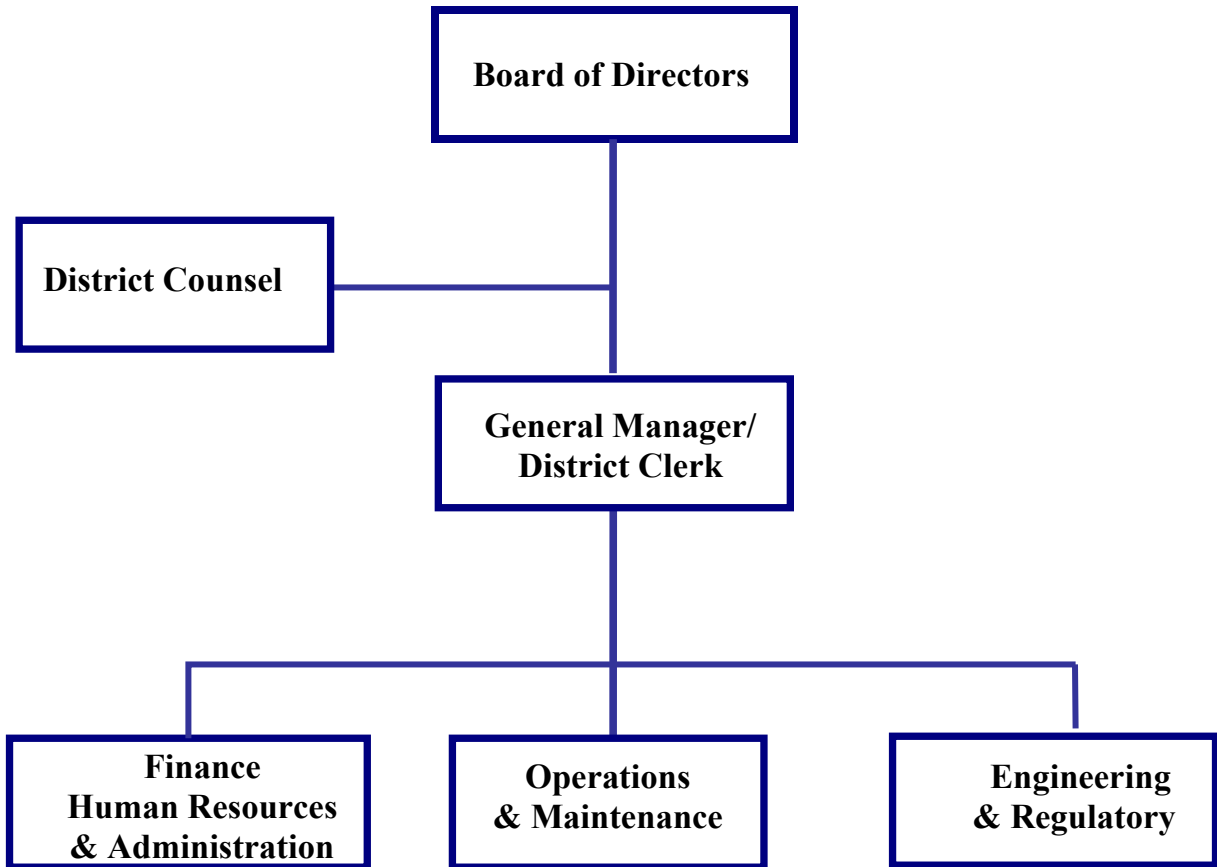 Board of Directors
District Counsel
General Manager/
District Clerk
Finance
Human Resources
& Administration
Operations
& Maintenance
Engineering
& Regulatory